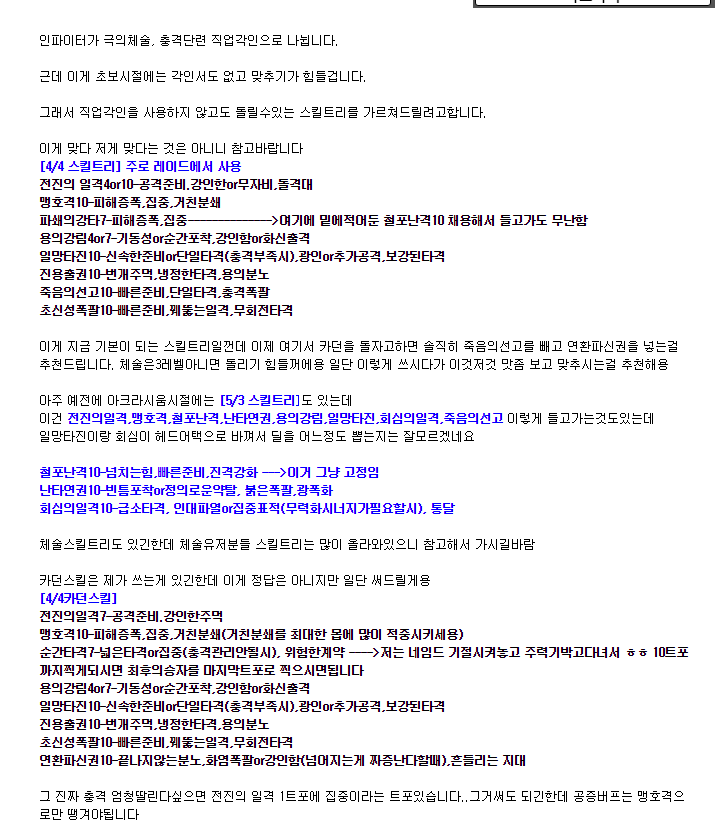 인파이터가 극의체술, 충격단련 직업각인으로 나뉩니다.
근데 이게 초보시절에는 각인서도 없고 맞추기가 힘들겁니다.
그래서 직업각인을 사용하지 않고도 돌릴수있는 스킬트리를 가르쳐드릴려고합니다.
이게 맞다 저게 맞다는 것은 아니니 참고바랍니다
[4/4 스킬트리] 주로 레이드에서 사용
전진의 일격4or10-공격준비,강인한or무자비,돌격대
맹호격10-피해증폭,집중,거친분쇄
파쇄의강타7-피해증폭,집중-------------->여기에 밑에적어둔 철포난격10 채용해서 들고가도 무난함
용의강림4or7-기동성or순간포착,강인함or화신출격
일망타진10-신속한준비or단일타격(충격부족시),광인or추가공격,보강된타격
진용출권10-번개주먹,냉정한타격,용의분노
죽음의선고10-빠른준비,단일타격,충격폭팔
초신성폭팔10-빠른준비,꿰뚫는일격,무회전타격
이게 지금 기본이 되는 스킬트리일껀데 이제 여기서 카던을 돌자고하면 솔직히 죽음의선고를 빼고 연환파신권을 넣는걸
추천드립니다. 체술은3레벨아니면 돌리기 힘들꺼에용 일단 이렇게 쓰시다가 이것저것 맛좀 보고 맞추시는걸 추천해용
아주 예전에 아크라시움시절에는 [5/3 스킬트리]도 있는데
이건 전진의일격,맹호격,철포난격,난타연권,용의강림,일망타진,회심의일격,죽음의선고 이렇게 들고가는것도있는데
일망타진이랑 회심이 헤드어택으로 바껴서 딜을 어느정도 뽑는지는 잘모르겠네요
철포난격10-넘치는힘,빠른준비,진격강화 --->이거 그냥 고정임
난타연권10-빈틈포착or정의로운약탈, 붉은폭팔,광폭화
회심의일격10-급소타격, 인대파열or집중표적(무력화시너지가필요할시), 통달
체술스킬트리도 있긴한데 체술유저분들 스킬트리는 많이 올라와있으니 참고해서 가시길바람
카던스킬은 제가 쓰는게 있긴한데 이게 정답은 아니지만 일단 써드릴게용
[4/4카던스킬]
전진의일격7-공격준비,강인한주먹
맹호격10-피해증폭,집중,거친분쇄(거친분쇄를 최대한 몹에 많이 적중시키세용)
순간타격7-넓은타격or집중(충격관리안될시), 위험한계약 ---->저는 네임드 기절시켜놓고 주력기박고다녀서 ㅎㅎ 10트포
까지찍게되시면 최후의승자를 마지막트포로 찍으시면됩니다
용의강림4or7-기동성or순간포착,강인함or화신출격
일망타진10-신속한준비or단일타격(충격부족시),광인or추가공격,보강된타격
진용출권10-번개주먹,냉정한타격,용의분노
초신성폭팔10-빠른준비,꿰뚫는일격,무회전타격
연환파신권10-끝나지않는분노,화염폭팔or강인함(넘어지는게 짜증난다할때),흔들리는 지대
그 진짜 충격 엄청딸린다싶으면 전진의 일격 1트포에 집중이라는 트포있습니다..그거써도 되긴한데 공증버프는 맹호격으
로만 땡겨야됩니다